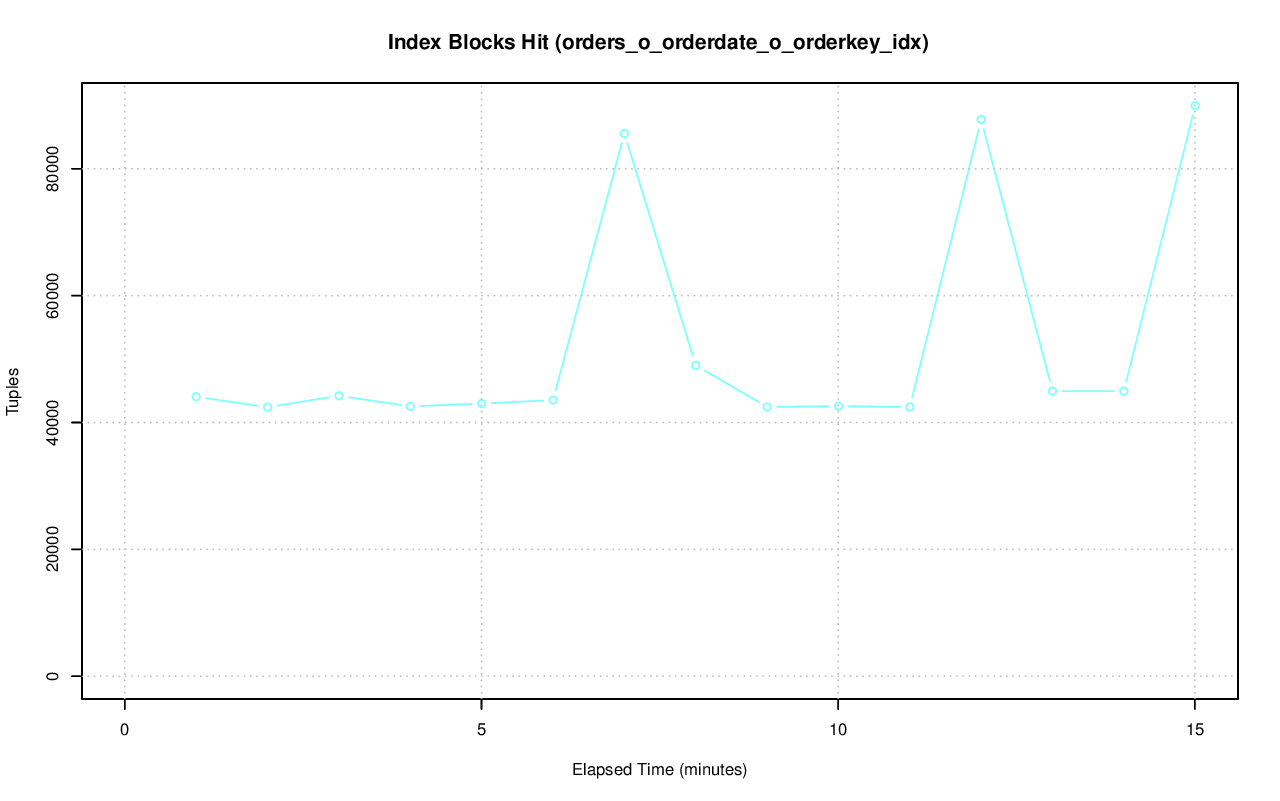 Index Blocks Hit (orders_o_orderdate_o_orderkey_idx)
Tuples
80000
60000
40000
20000
0
0 5 10 15
Elapsed Time (minutes)